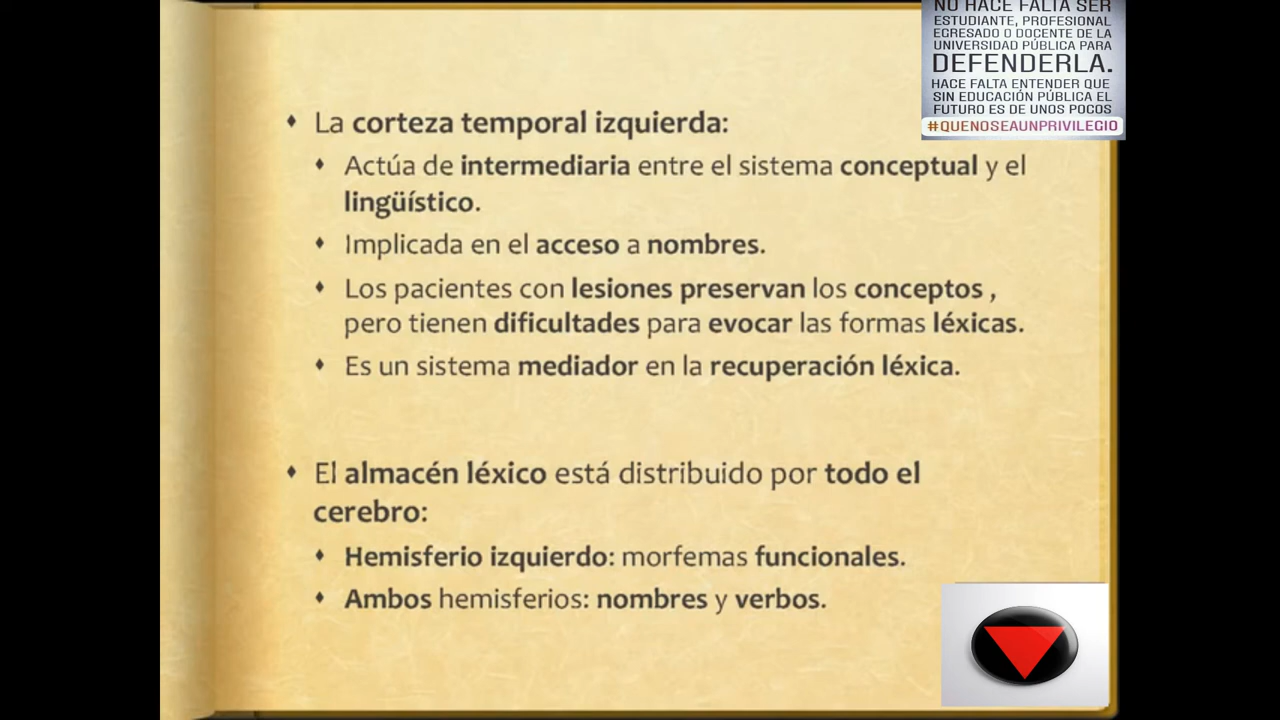 NO HACE FALTA SER
ESTUDIANTE, PROFESIONAL
EGRESADO O DOCENTE DE LA
UNIVERSIDAD PÚBLICA PARA
DEFENDERLA.
HACE FALTA ENTENDER QUE
SIN EDUCACIÓN PÚBLICA EL
FUTURO ES DE UNOS POCOS
#QUENOSEAUNPRIVILEGIO
La corteza temporal izquierda:
Actúa de intermediaria entre el sistema conceptual y el
lingüístico.
Implicada en el acceso a nombres.
Los pacientes con lesiones preservan los conceptos ,
pero tienen dificultades para evocar las formas léxicas.
Es un sistema mediador en la recuperación léxica.
El almacén léxico está distribuido por todo el
cerebro:
Hemisferio izquierdo: morfemas funcionales.
Ambos hemisferios: nombres y verbos.